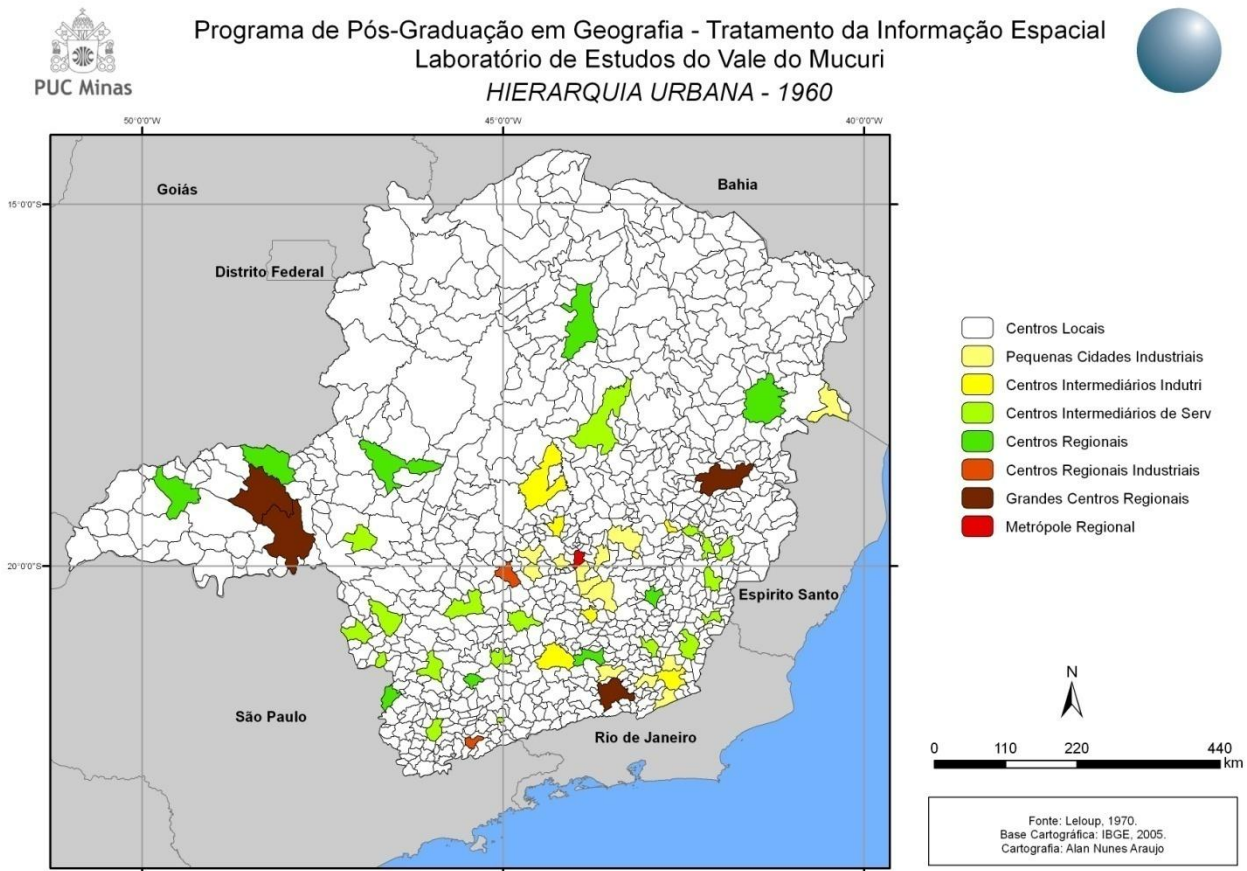 PUC Minas
Programa de Pós-Graduação em Geografia - Tratamento da Informação Espacial
Laboratório de Estudos do Vale do Mucuri
HIERARQUIA URBANA - 1960
50°0'0"W
45°0'0"W
40°0'0"W
15°0'0"S
20°0'0"S
Goiás
Bahia
Distrito Federal
Espirito Santo
São Paulo
Rio de Janeiro
Centros Locais
Pequenas Cidades Industriais
Centros Intermediários Indutri
Centros Intermediários de Serv
Centros Regionais
Centros Regionais Industriais
Grandes Centros Regionais
Metrópole Regional
N
0 110 220 440
km
Fonte: Leloup, 1970.
Base Cartográfica: IBGE, 2005.
Cartografia: Alan Nunes Araujo